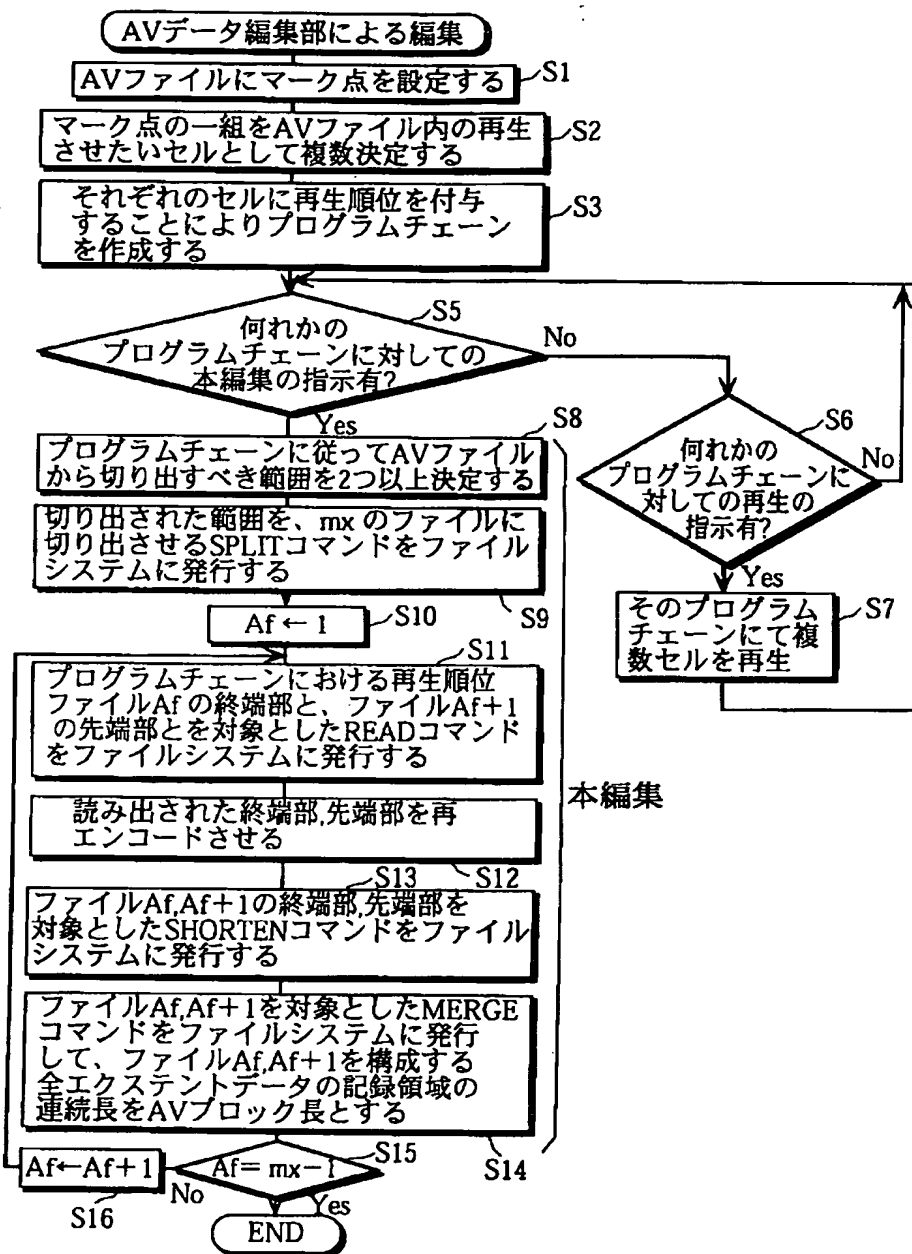 AVデータ編集部による編集
AVファイルにマーク点を設定する
S1
マーク点の一組をAVファイル内の再生
させたいセルとして複数決定する
S2
それぞれのセルに再生順位を付与
することによりプログラムチェーン
を作成する
S3
S5
何れかの
プログラムチェーンに対しての
本編集の指示有?
No
Yes
S6
何れかの
プログラムチェーンに
対しての再生の
指示有?
No
Yes
S7
そのプログラム
チェーンにて複
数セルを再生
S8
プログラムチェーンに従ってAVファイル
から切り出すべき範囲を2つ以上決定する
切り出された範囲を、mx のファイルに
切り出させるSPLITコマンドをファイル
システムに発行する
S9
Af ← 1
S10
S11
プログラムチェーンにおける再生順位
ファイルAf の終端部と、ファイルAf+1
の先端部とを対象としたREADコマンド
をファイルシステムに発行する
本編集
読み出された終端部,先端部を再
エンコードさせる
S12
S13
ファイルAf,Af+1の終端部,先端部を
対象としたSHORTENコマンドをファイル
システムに発行する
ファイルAf,Af+1を対象としたMERGE
コマンドをファイルシステムに発行
して、ファイルAf,Af+1を構成する
全エクステントデータの記録領域の
連続長をAVブロック長とする
S14
Af= mx-1
S15
No
Yes
Af←Af+1
S16
END